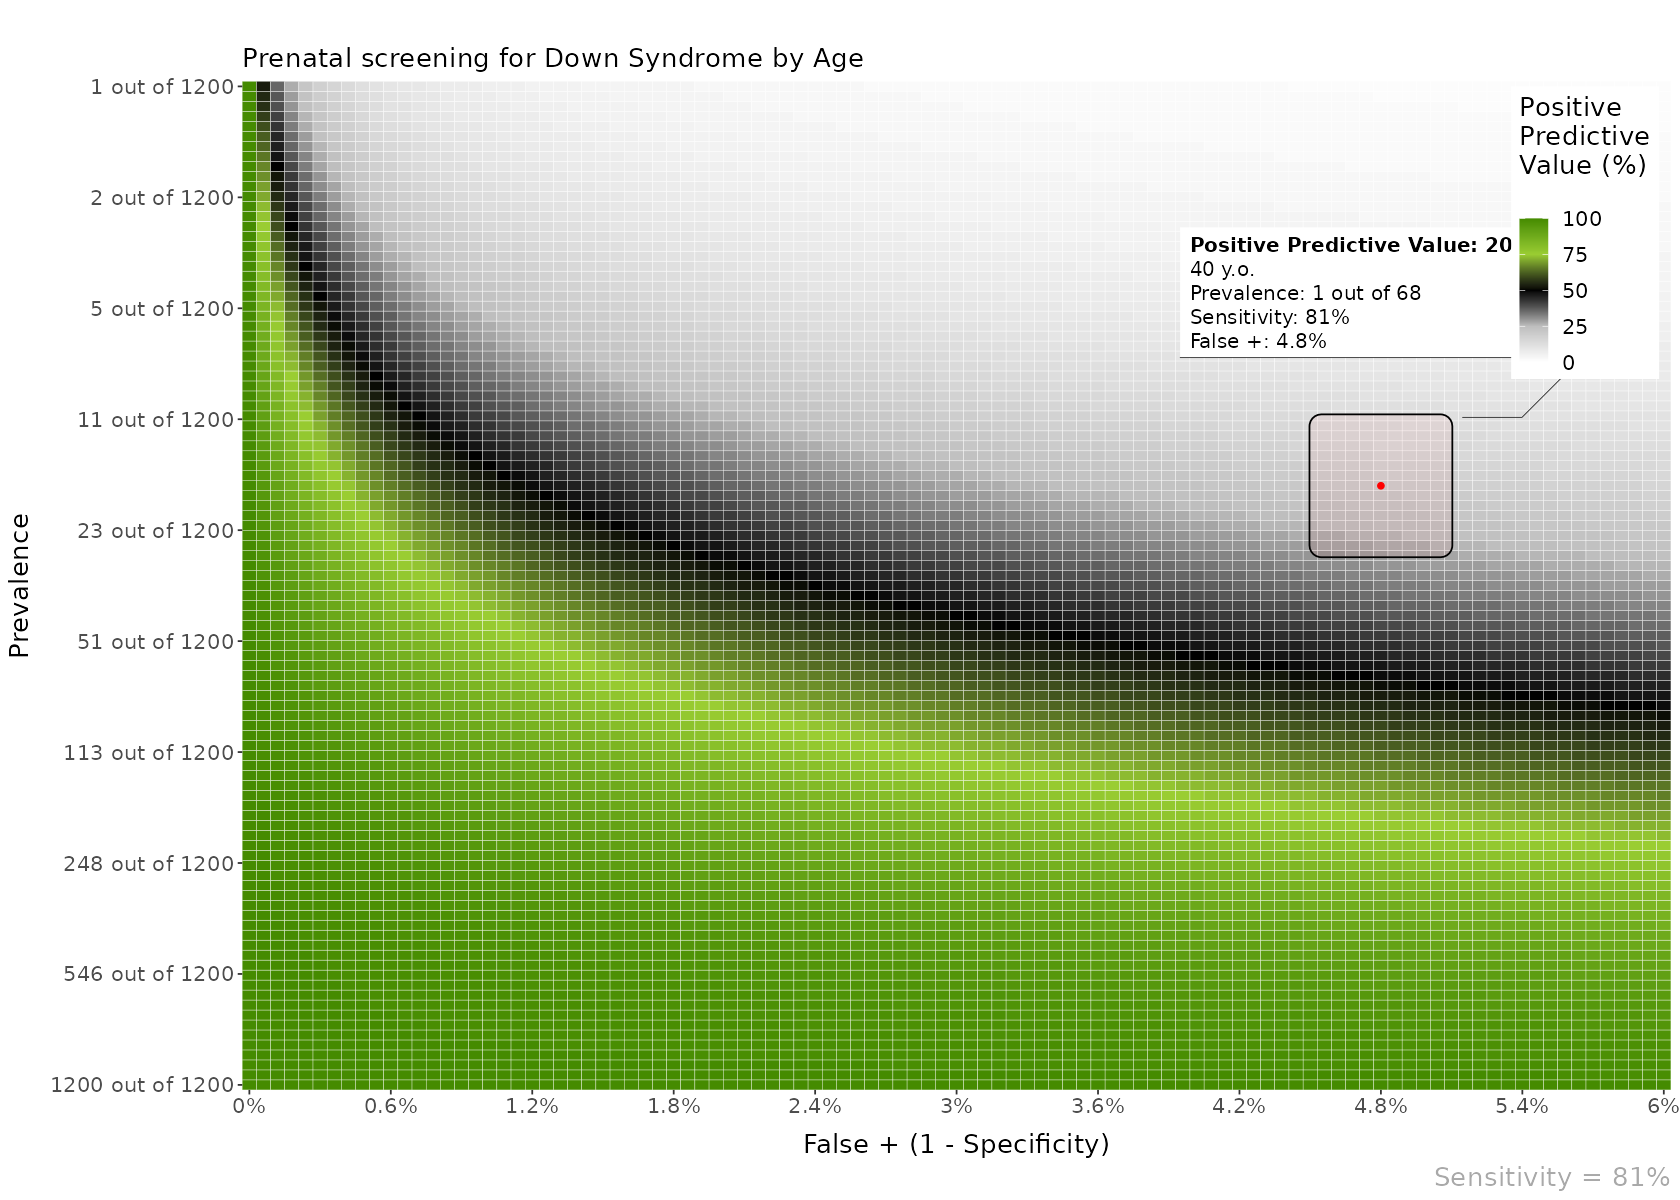 Prenatal screening for Down Syndrome by Age
Prevalence
1 out of 1200
2 out of 1200
5 out of 1200
11 out of 1200
23 out of 1200
51 out of 1200
113 out of 1200
248 out of 1200
546 out of 1200
1200 out of 1200
Positive Predictive Value: 20
40 y.o.
Prevalence: 1 out of 68
Sensitivity: 81%
False +: 4.8%
Positive
Predictive
Value (%)
100
75
50
25
0
0% 0.6% 1.2% 1.8% 2.4% 3% 3.6% 4.2% 4.8% 5.4% 6%
False + (1 - Specificity)
Sensitivity = 81%